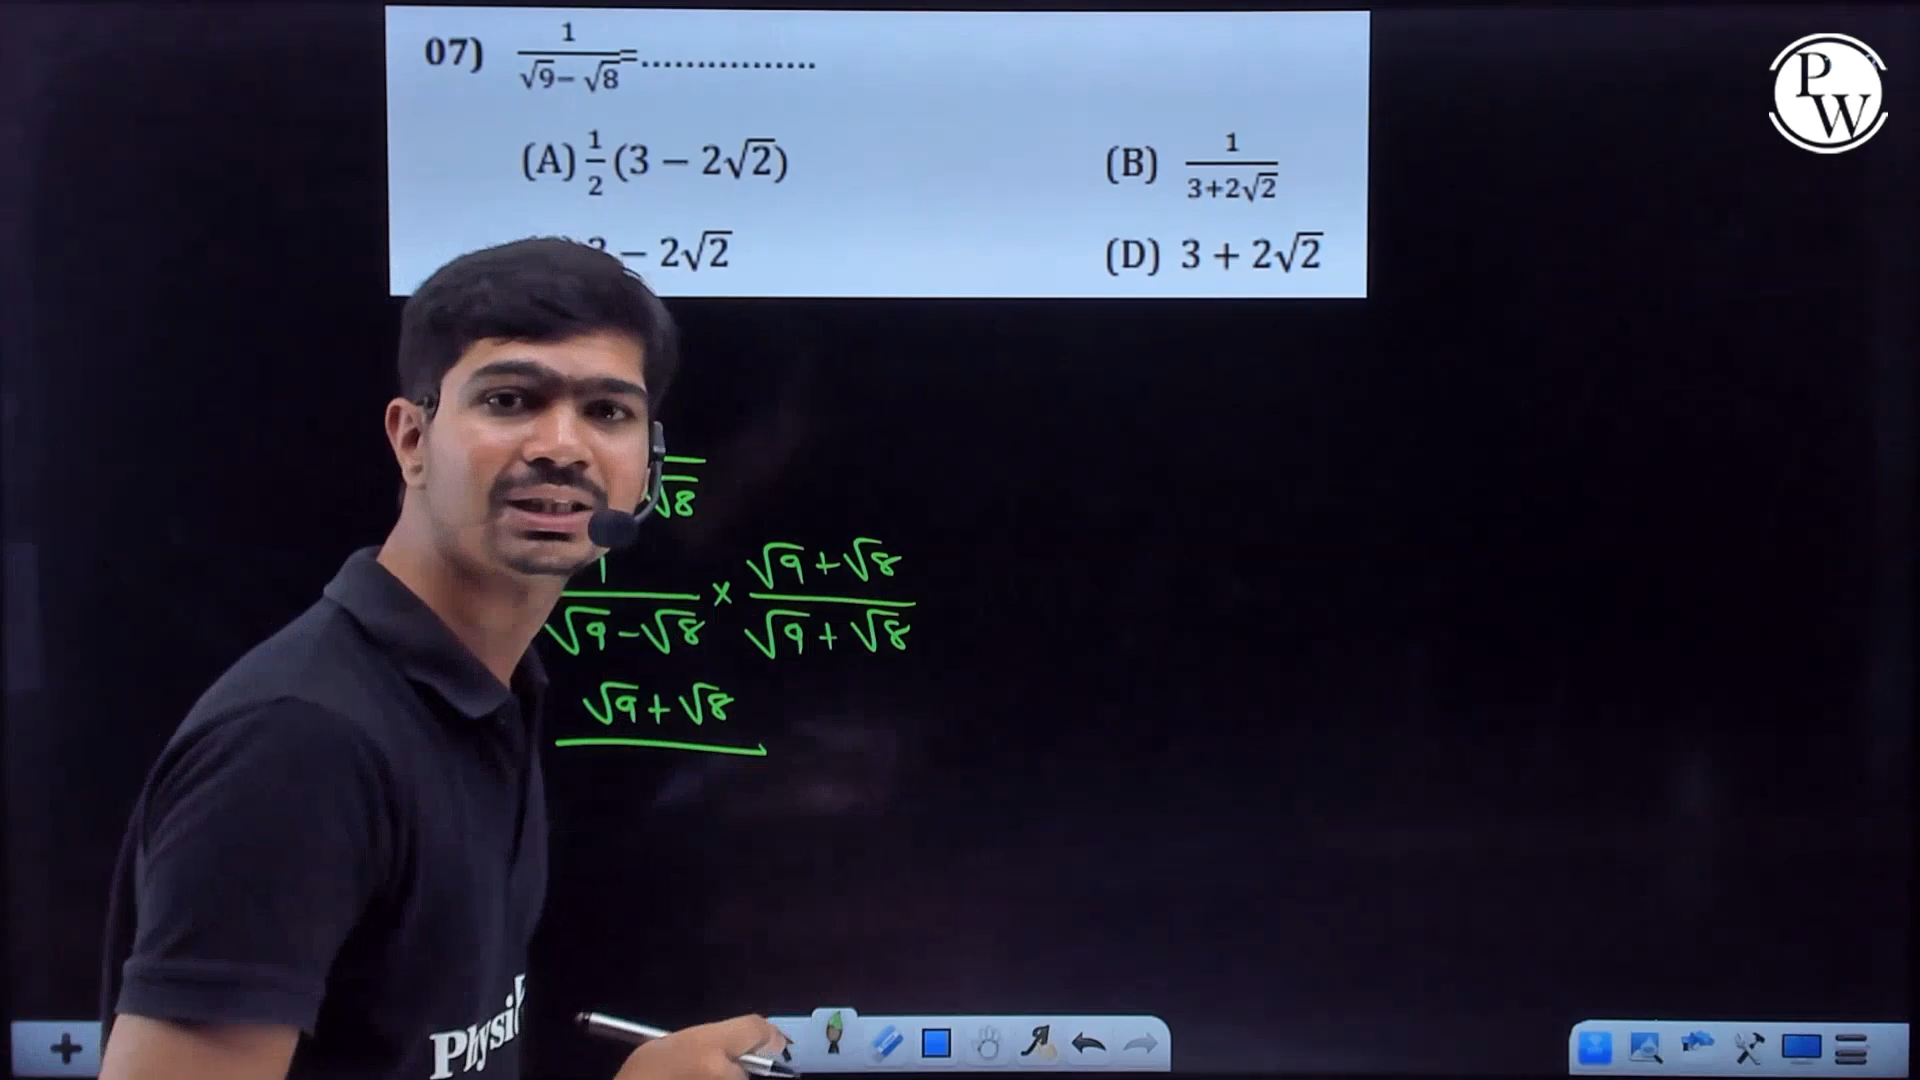 07) 1/(√9− √8)=................
(A) 1/2 (3 − 2√2)
(B) 1/(3+2√2)
− 2√2
(D) 3 + 2√2
PW
√8
1/(√9−√8) × (√9+√8)/(√9+√8)
√9+√8
Physi